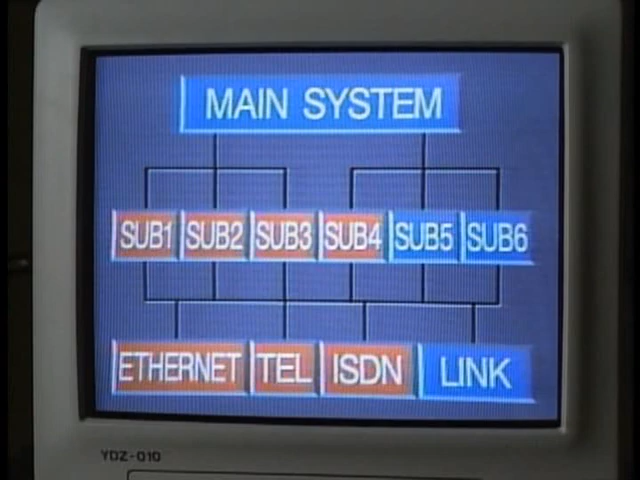 MAIN SYSTEM
SUB1 SUB2 SUB3 SUB4 SUB5 SUB6
ETHERNET TEL ISDN LINK
YDZ-010